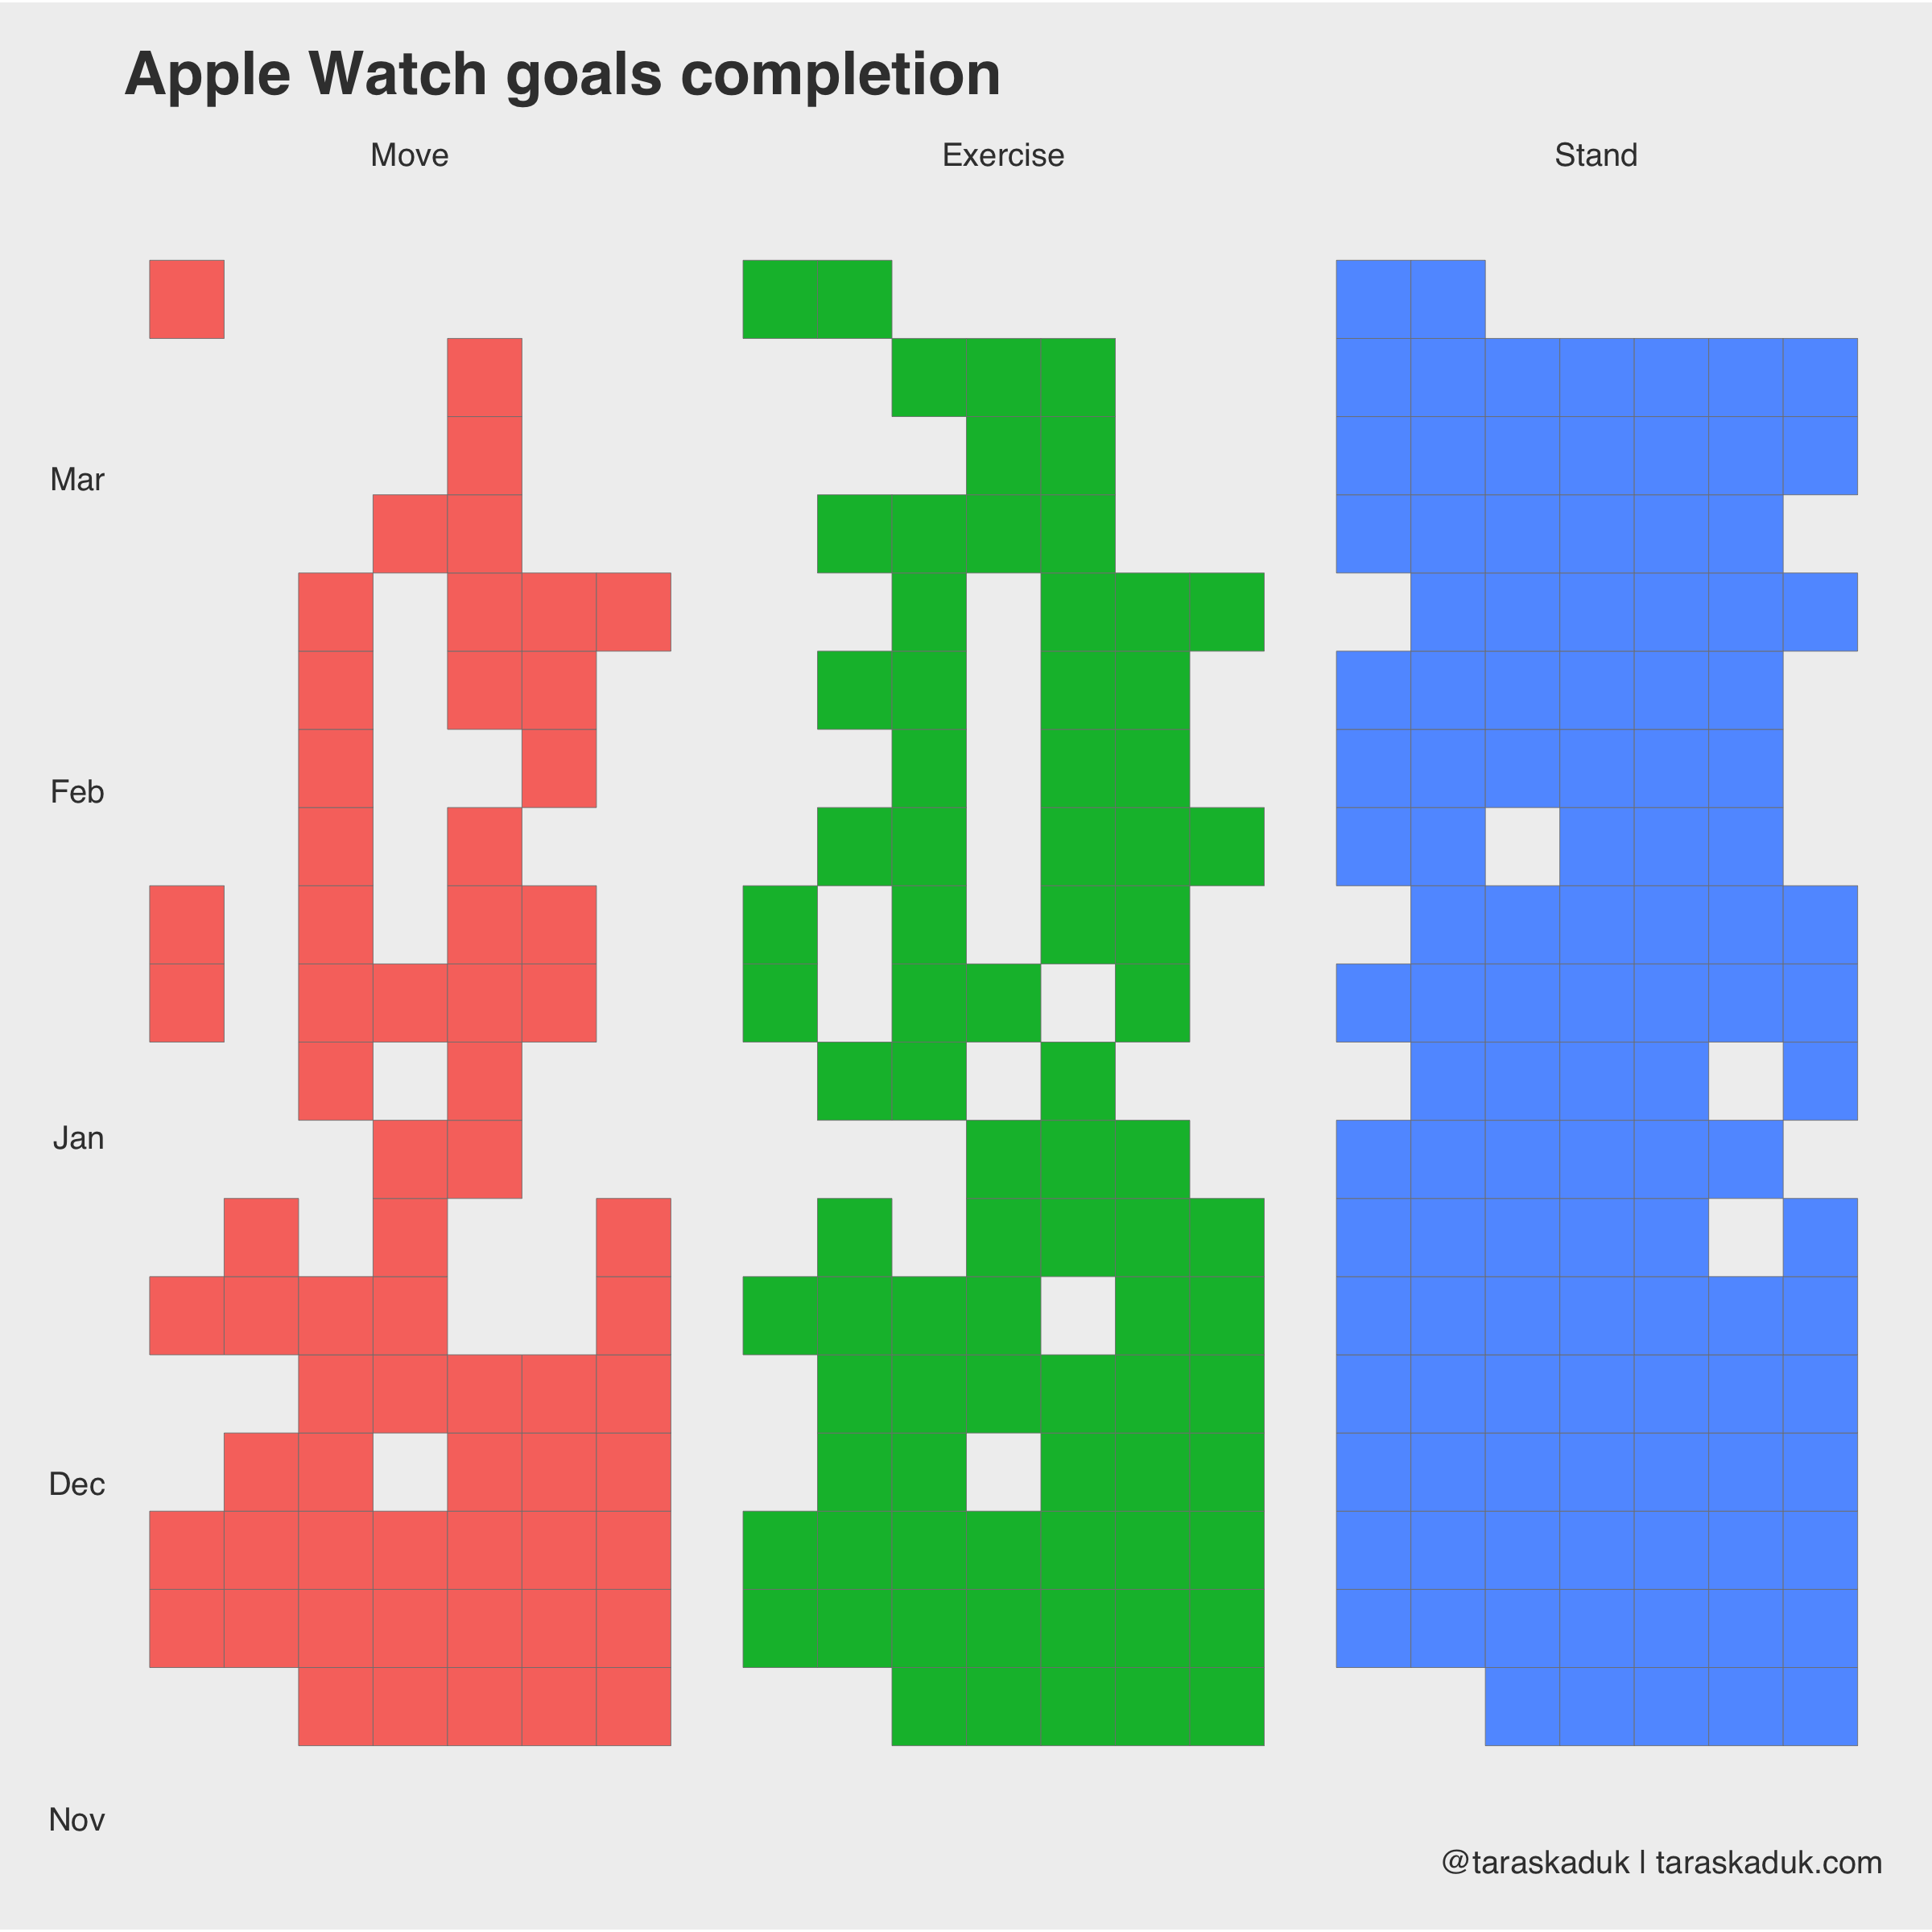 Apple Watch goals completion
Move Exercise Stand
Mar
Feb
Jan
Dec
Nov
@taraskaduk | taraskaduk.com